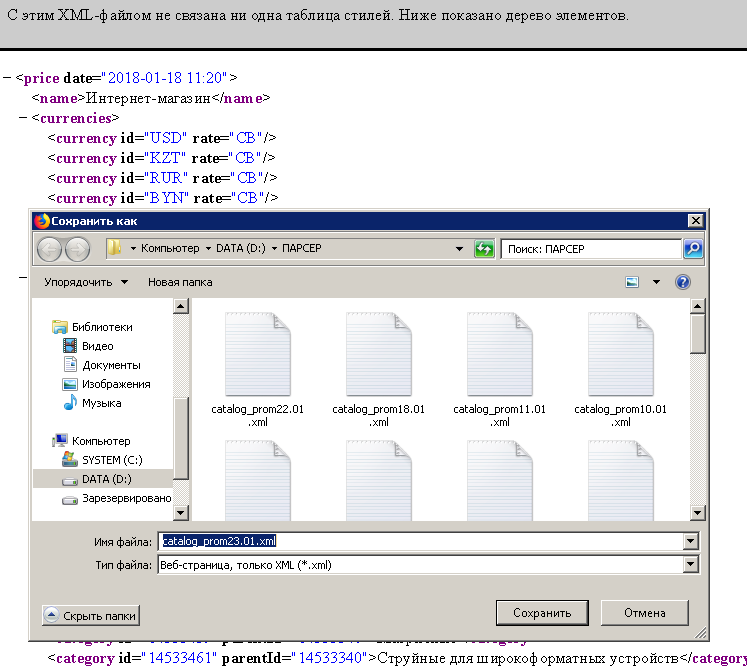 С этим XML-файлом не связана ни одна таблица стилей. Ниже показано дерево элементов.
– <price date="2018-01-18 11:20">
<name>Интернет-магазин</name>
– <currencies>
<currency id="USD" rate="CB"/>
<currency id="KZT" rate="CB"/>
<currency id="RUR" rate="CB"/>
<currency id="BYN" rate="CB"/>
Сохранить как
Компьютер DATA (D:) ПАРСЕР
Поиск: ПАРСЕР
Упорядочить Новая папка
Библиотеки
Видео
Документы
Изображения
Музыка
Компьютер
SYSTEM (C:)
DATA (D:)
Зарезервировано
catalog_prom22.01.xml
catalog_prom18.01.xml
catalog_prom11.01.xml
catalog_prom10.01.xml
Имя файла: catalog_prom23.01.xml
Тип файла: Веб-страница, только XML (*.xml)
Скрыть папки
Сохранить
Отмена
<category id="14533461" parentId="14533340">Струйные для широкоформатных устройств</category